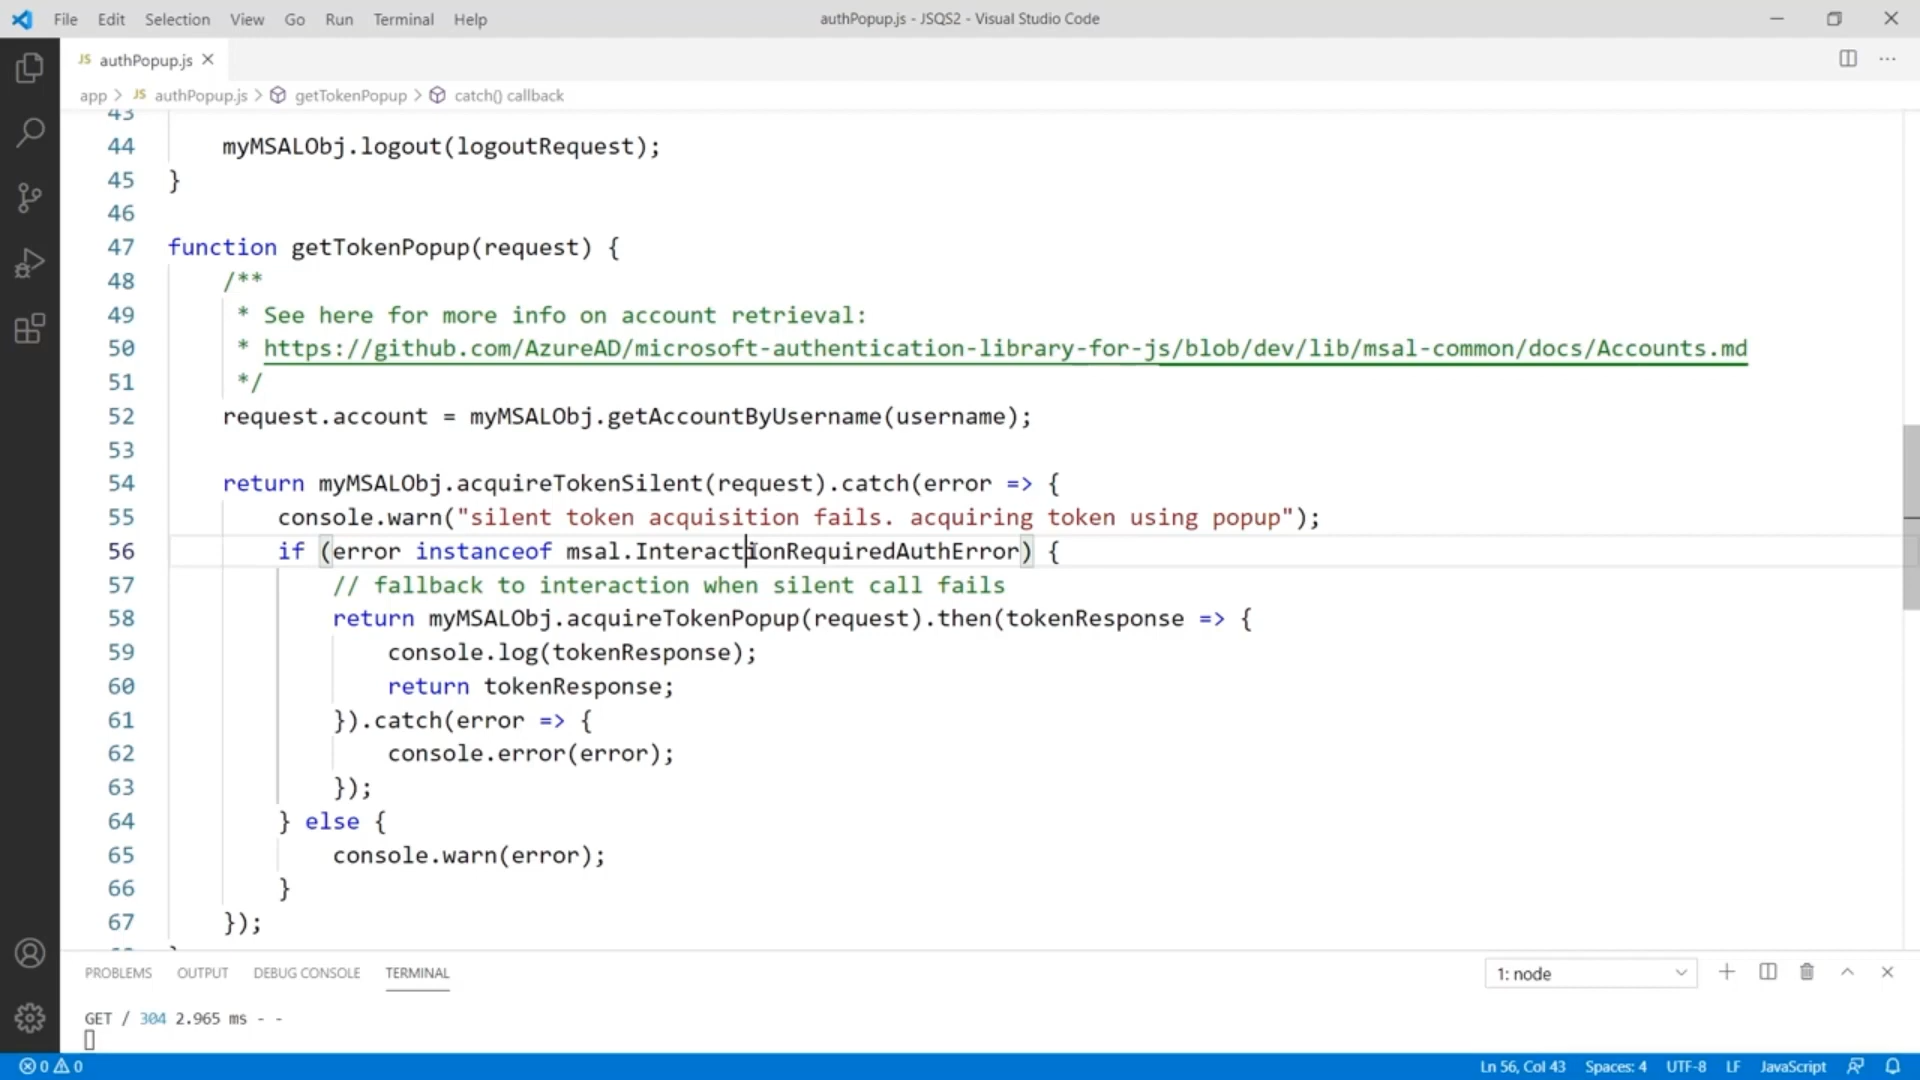 File Edit Selection View Go Run Terminal Help authPopup.js - JSQS2 - Visual Studio Code
JS authPopup.js
app > JS authPopup.js > getTokenPopup > catch() callback
43
44 myMSALObj.logout(logoutRequest);
45 }
46
47 function getTokenPopup(request) {
48 /**
49 * See here for more info on account retrieval:
50 * https://github.com/AzureAD/microsoft-authentication-library-for-js/blob/dev/lib/msal-common/docs/Accounts.md
51 */
52 request.account = myMSALObj.getAccountByUsername(username);
53
54 return myMSALObj.acquireTokenSilent(request).catch(error => {
55 console.warn("silent token acquisition fails. acquiring token using popup");
56 if (error instanceof msal.InteractionRequiredAuthError) {
57 // fallback to interaction when silent call fails
58 return myMSALObj.acquireTokenPopup(request).then(tokenResponse => {
59 console.log(tokenResponse);
60 return tokenResponse;
61 }).catch(error => {
62 console.error(error);
63 });
64 } else {
65 console.warn(error);
66 }
67 });
PROBLEMS OUTPUT DEBUG CONSOLE TERMINAL 1: node
GET / 304 2.965 ms - -
0 0 Ln 56, Col 43 Spaces: 4 UTF-8 LF JavaScript